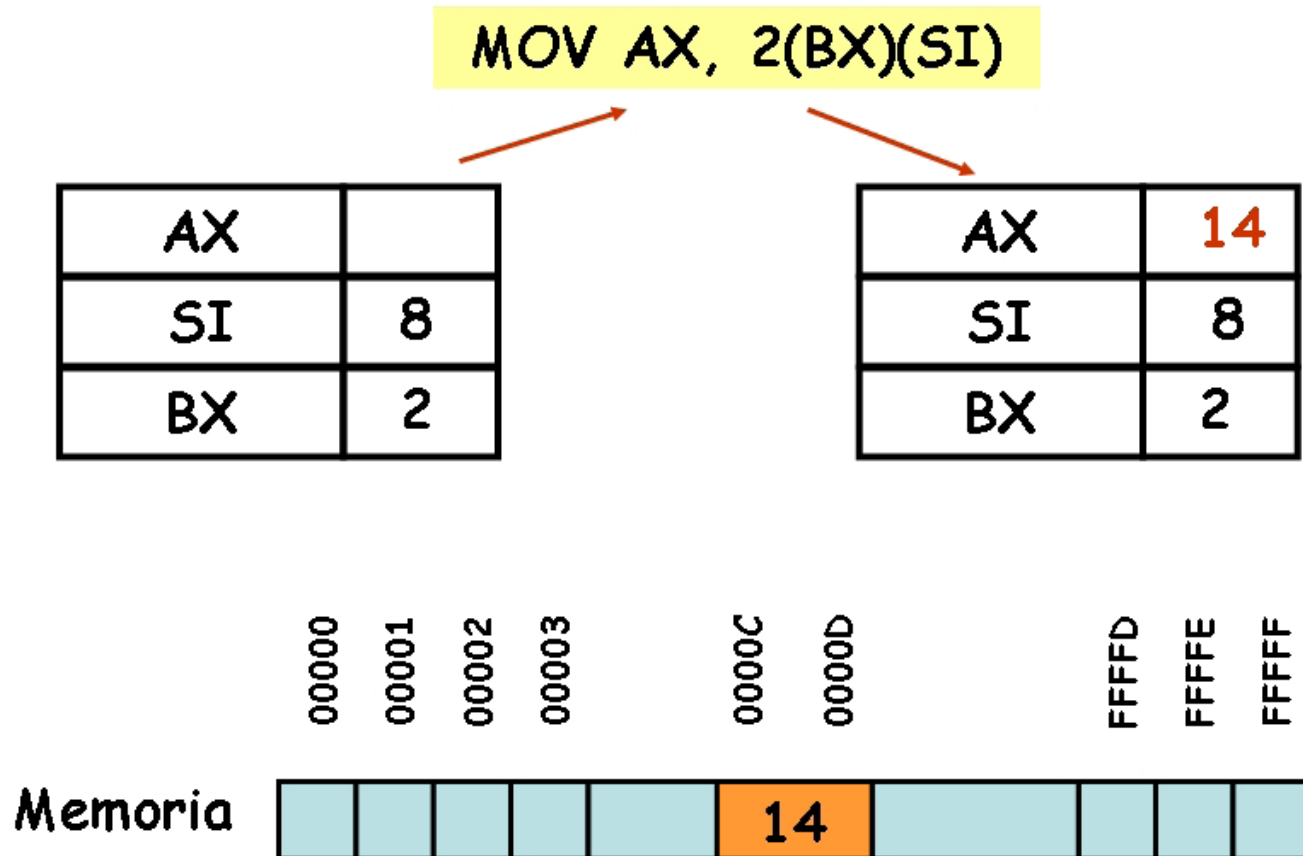 MOV AX, 2(BX)(SI)
AX
SI 8
BX 2
AX 14
SI 8
BX 2
00000 00001 00002 00003 0000C 0000D FFFFD FFFFE FFFFF
Memoria 14